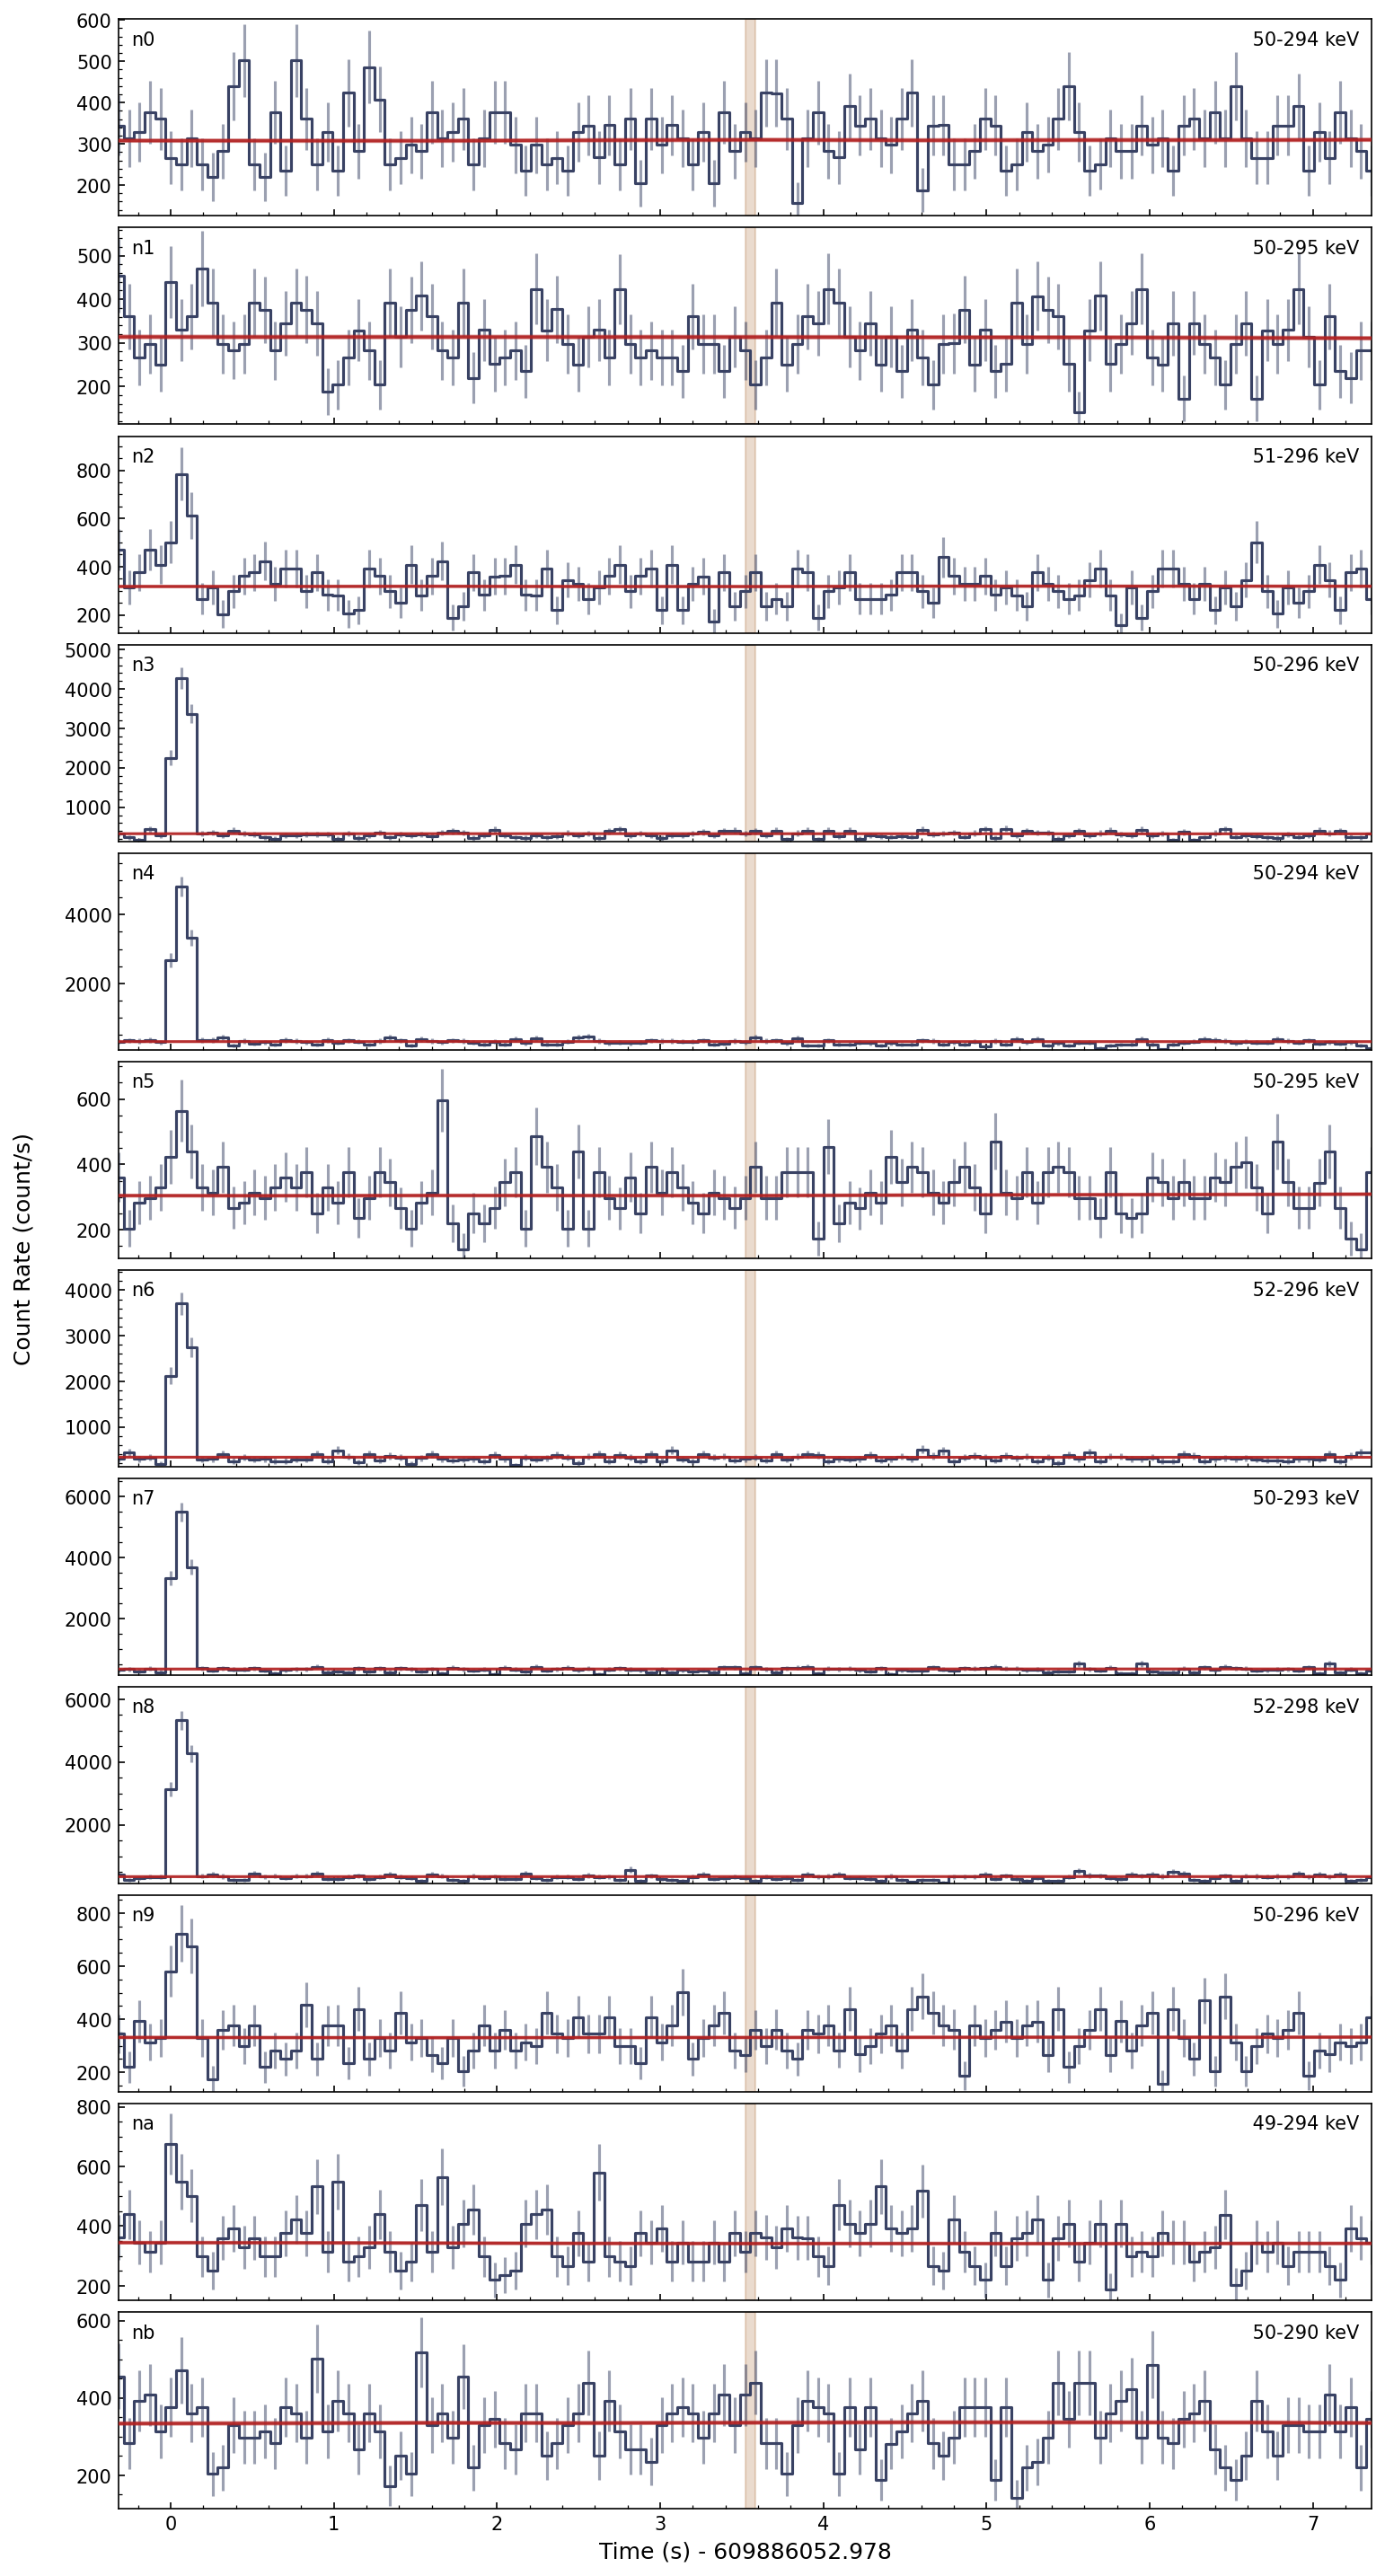 n0 50-294 keV
600
500
400
300
200
n1 50-295 keV
500
400
300
200
n2 51-296 keV
800
600
400
200
n3 50-296 keV
5000
4000
3000
2000
1000
n4 50-294 keV
4000
2000
n5 50-295 keV
600
400
200
Count Rate (count/s)
n6 52-296 keV
4000
3000
2000
1000
n7 50-293 keV
6000
4000
2000
n8 52-298 keV
6000
4000
2000
n9 50-296 keV
800
600
400
200
na 49-294 keV
800
600
400
200
nb 50-290 keV
600
400
200
0 1 2 3 4 5 6 7
Time (s) - 609886052.978